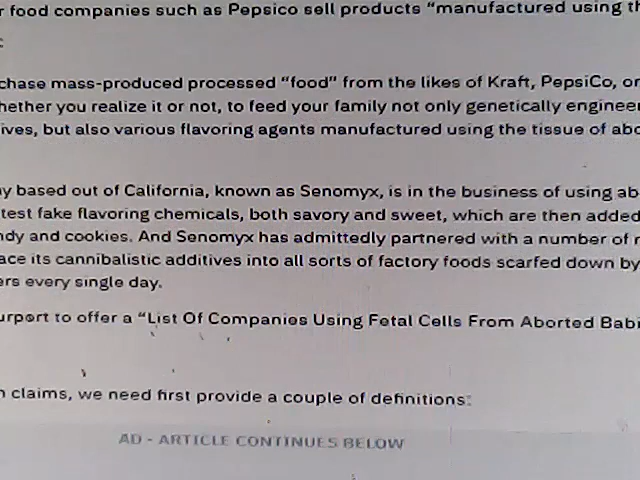 r food companies such as Pepsico sell products “manufactured using th
:
chase mass-produced processed “food” from the likes of Kraft, PepsiCo, or
hether you realize it or not, to feed your family not only genetically engineer
ives, but also various flavoring agents manufactured using the tissue of abo
ny based out of California, known as Senomyx, is in the business of using ab
test fake flavoring chemicals, both savory and sweet, which are then added
ndy and cookies. And Senomyx has admittedly partnered with a number of
ace its cannibalistic additives into all sorts of factory foods scarfed down by
ers every single day.
urport to offer a “List Of Companies Using Fetal Cells From Aborted Babi
n claims, we need first provide a couple of definitions:
AD - ARTICLE CONTINUES BELOW